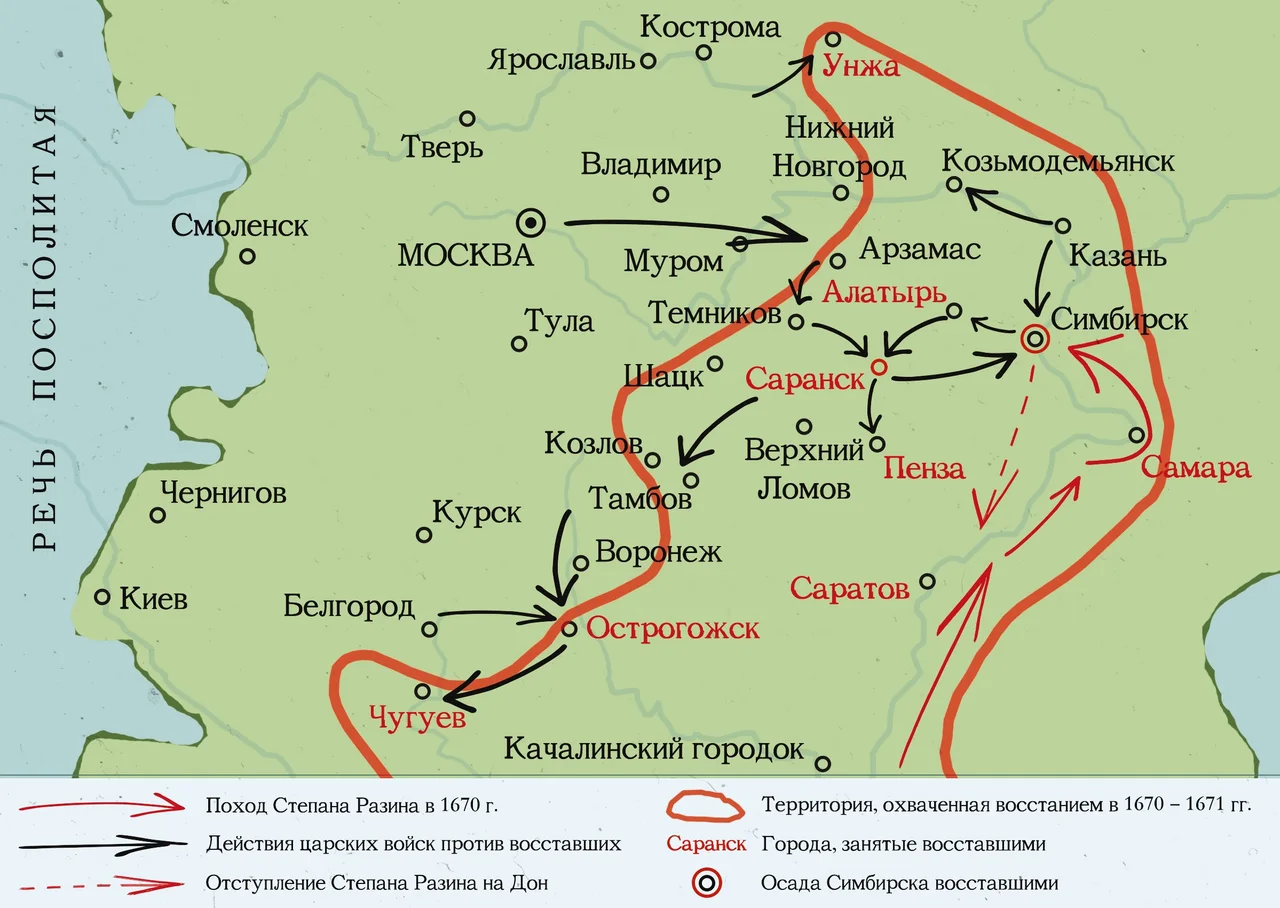 Кострома
Ярославль
Унжа
Тверь
Нижний
Новгород
Владимир
Козьмодемьянск
Смоленск
МОСКВА
Муром
Арзамас
Казань
Алатырь
Темников
Симбирск
Тула
Шацк
Саранск
Козлов
Верхний
Ломов
Пенза
Самара
Тамбов
Чернигов
Курск
Воронеж
Саратов
Киев
Белгород
Острогожск
Чугуев
Качалинский городок
РЕЧЬ ПОСПОЛИТАЯ
Поход Степана Разина в 1670 г.
Действия царских войск против восставших
Отступление Степана Разина на Дон
Территория, охваченная восстанием в 1670 – 1671 гг.
Саранск Города, занятые восставшими
Осада Симбирска восставшими